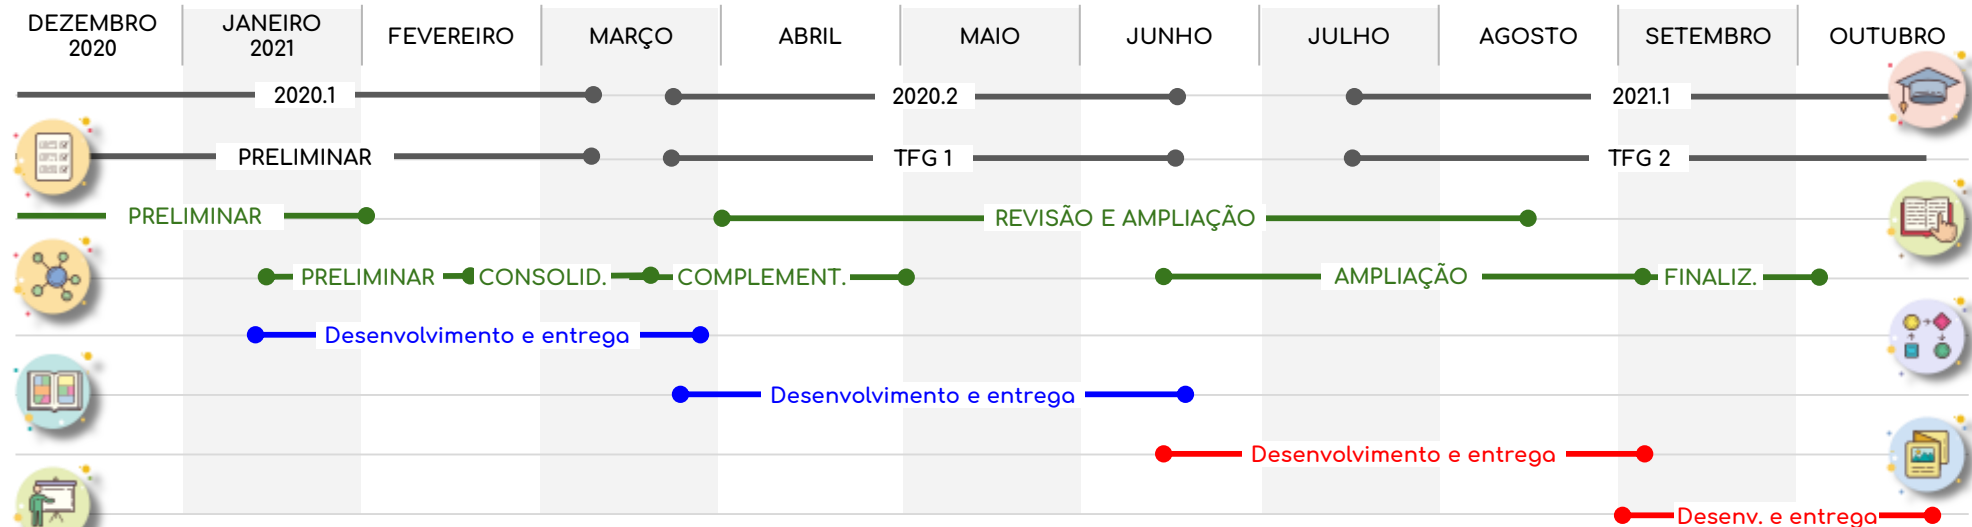 DEZEMBRO
2020
JANEIRO
2021
FEVEREIRO
MARÇO
ABRIL
MAIO
JUNHO
JULHO
AGOSTO
SETEMBRO
OUTUBRO
2020.1
2020.2
2021.1
PRELIMINAR
TFG 1
TFG 2
PRELIMINAR
REVISÃO E AMPLIAÇÃO
PRELIMINAR
CONSOLID.
COMPLEMENT.
AMPLIAÇÃO
FINALIZ.
Desenvolvimento e entrega
Desenvolvimento e entrega
Desenvolvimento e entrega
Desenv. e entrega